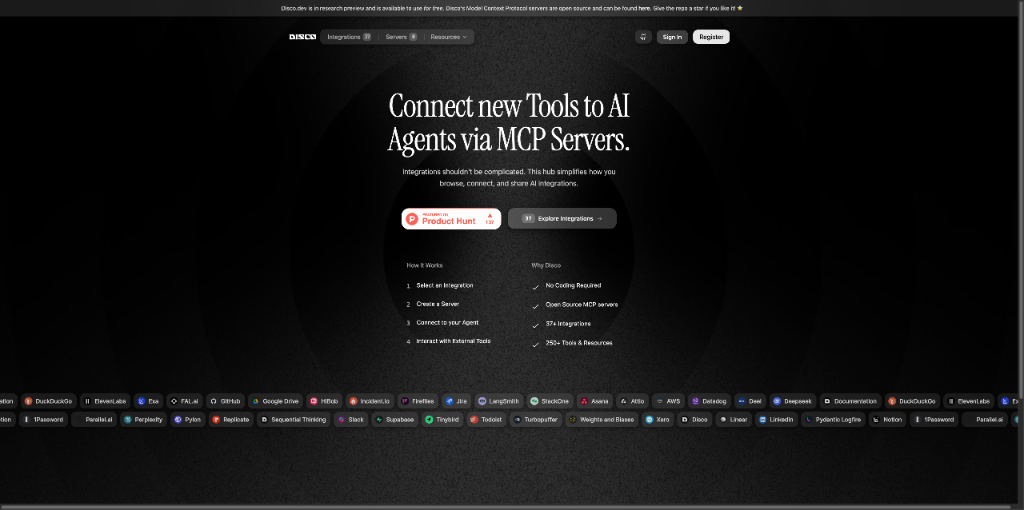 Disco.dev is in research preview and is available to use for free. Disco's Model Context Protocol servers are open source and can be found here. Give the repo a star if you like it! ⭐
DISCO
Integrations 37
Servers 8
Resources
Sign in
Register
Connect new Tools to AI
Agents via MCP Servers.
Integrations shouldn't be complicated. This hub simplifies how you
browse, connect, and share AI integrations.
Product Hunt
37 Explore Integrations →
How It Works
1 Select an Integration
2 Create a Server
3 Connect to your Agent
4 Interact with External Tools
Why Disco
No Coding Required
Open Source MCP servers
37+ Integrations
250+ Tools & Resources
ation DuckDuckGo ElevenLabs Exa FAL.ai GitHub Google Drive HiBob Incident.io Fireflies Jira LangSmith StackOne Asana Attio AWS Datadog Deel Deepseek Documentation DuckDuckGo ElevenLabs Ex
otion 1Password Parallel.ai Perplexity Pylon Replicate Sequential Thinking Slack Supabase Tinybird Todoist Turbopuffer Weights and Biases Xero Disco Linear LinkedIn Pydantic Logfire Notion 1Password Parallel.ai